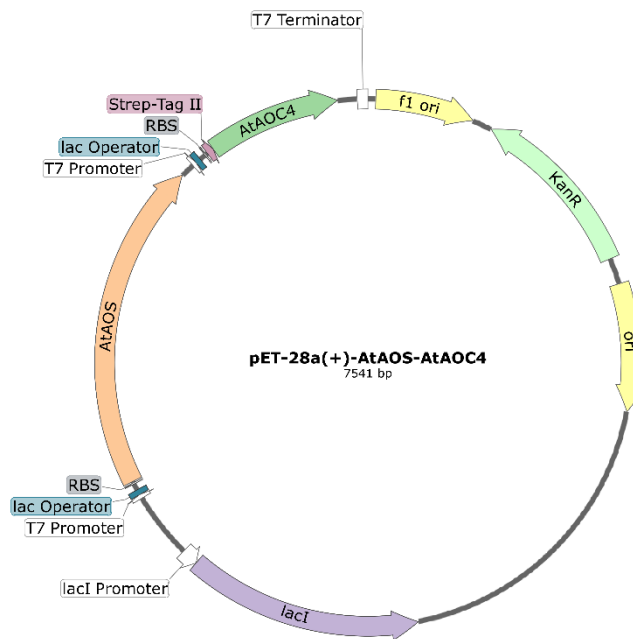 T7 Terminator
f1 ori
AtAOC4
Strep-Tag II
RBS
lac Operator
T7 Promoter
KanR
ori
AtAOS
pET-28a(+)-AtAOS-AtAOC4
7541 bp
RBS
lac Operator
T7 Promoter
lacI Promoter
lacI